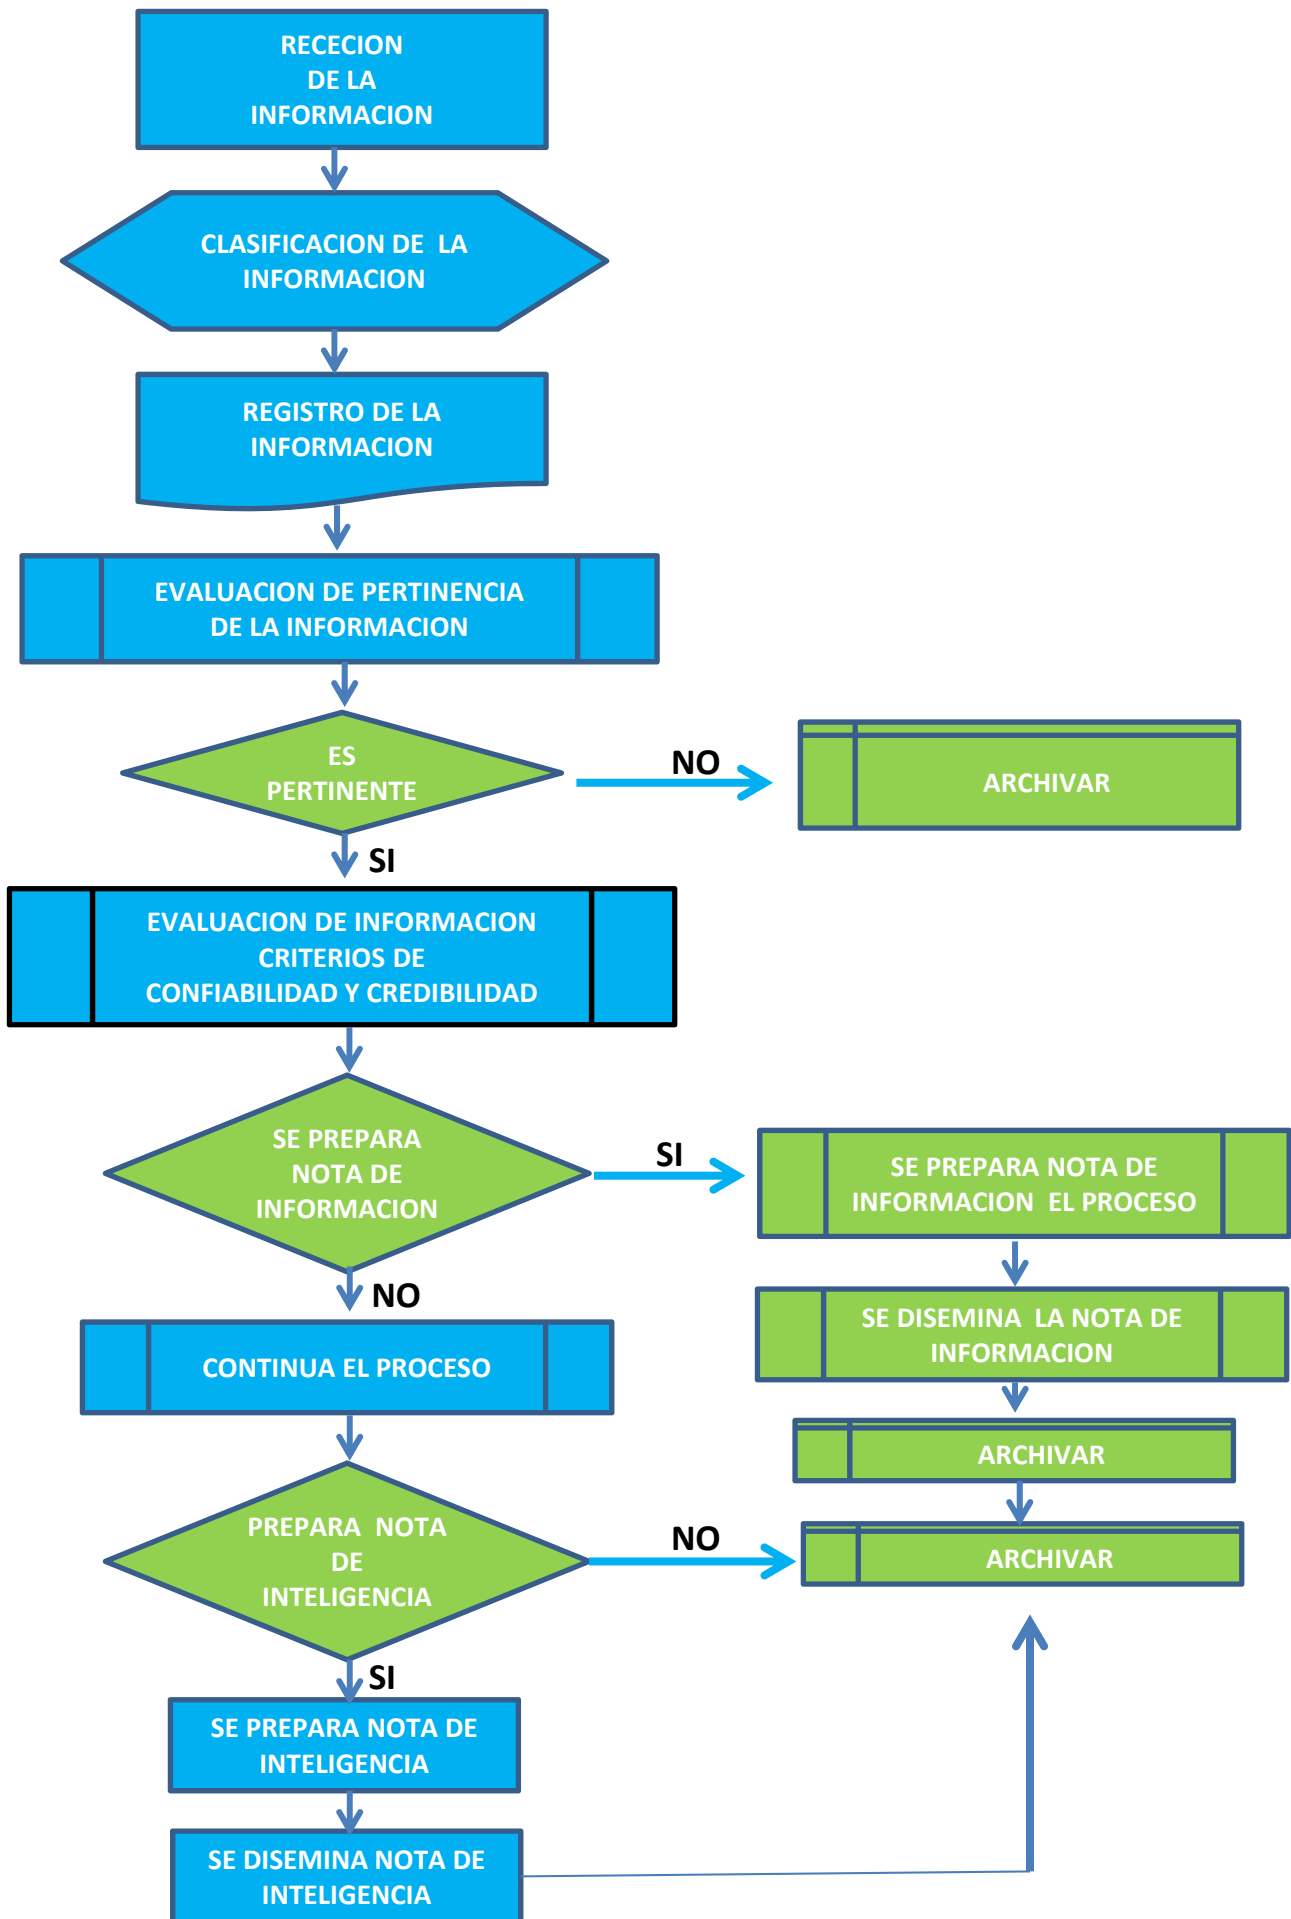 RECECION
DE LA
INFORMACION
CLASIFICACION DE  LA
INFORMACION
REGISTRO DE LA
INFORMACION
EVALUACION DE PERTINENCIA
DE LA INFORMACION
ES
PERTINENTE
NO
ARCHIVAR
SI
EVALUACION DE INFORMACION
CRITERIOS DE
CONFIABILIDAD Y CREDIBILIDAD
SE PREPARA
NOTA DE
INFORMACION
SI
SE PREPARA NOTA DE
INFORMACION  EL PROCESO
NO
SE DISEMINA  LA NOTA DE
INFORMACION
CONTINUA EL PROCESO
ARCHIVAR
PREPARA  NOTA
DE
INTELIGENCIA
NO
ARCHIVAR
SI
SE PREPARA NOTA DE
INTELIGENCIA
SE DISEMINA NOTA DE
INTELIGENCIA